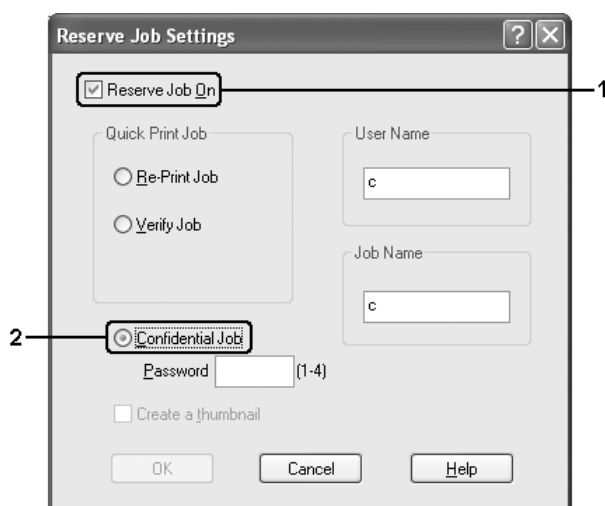 Reserve Job Settings
Reserve Job On
1
Quick Print Job
User Name
Re-Print Job
c
Verify Job
Job Name
c
2
Confidential Job
Password (1-4)
Create a thumbnail
OK Cancel Help